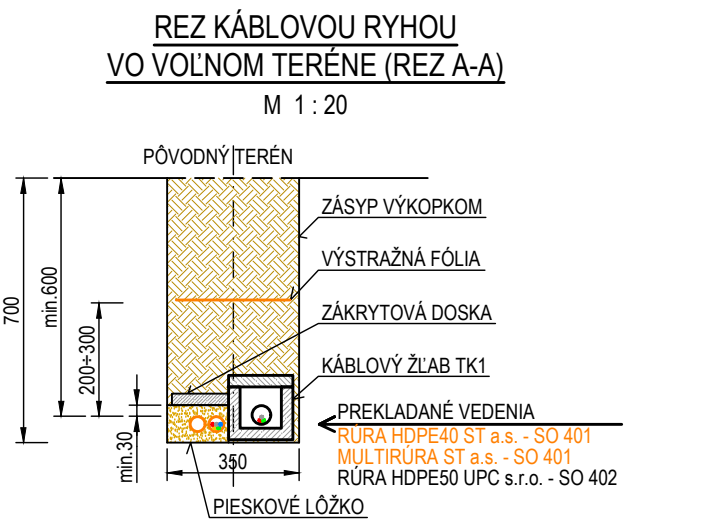 REZ KÁBLOVOU RYHOU
VO VOĽNOM TERÉNE (REZ A-A)
M 1 : 20
PÔVODNÝ TERÉN
ZÁSYP VÝKOPKOM
VÝSTRAŽNÁ FÓLIA
ZÁKRYTOVÁ DOSKA
KÁBLOVÝ ŽĽAB TK1
PREKLADANÉ VEDENIA
RÚRA HDPE40 ST a.s. - SO 401
MULTIRÚRA ST a.s. - SO 401
RÚRA HDPE50 UPC s.r.o. - SO 402
PIESKOVÉ LÔŽKO
700
min.600
200÷300
min.30
350